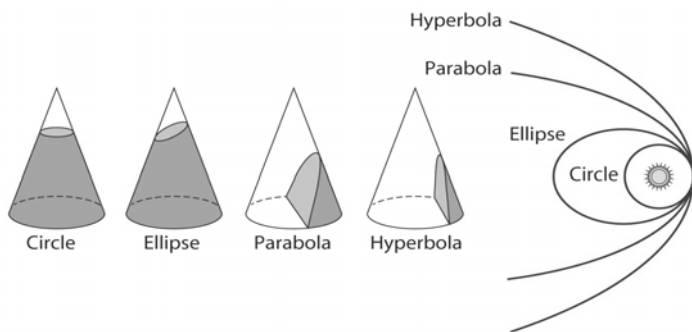 Circle
Ellipse
Parabola
Hyperbola
Hyperbola
Parabola
Ellipse
Circle